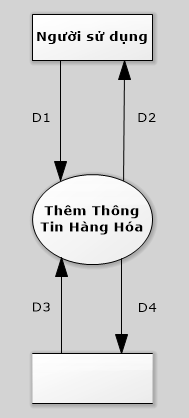 Người sử dụng
D1
D2
Thêm Thông
Tin Hàng Hóa
D3
D4